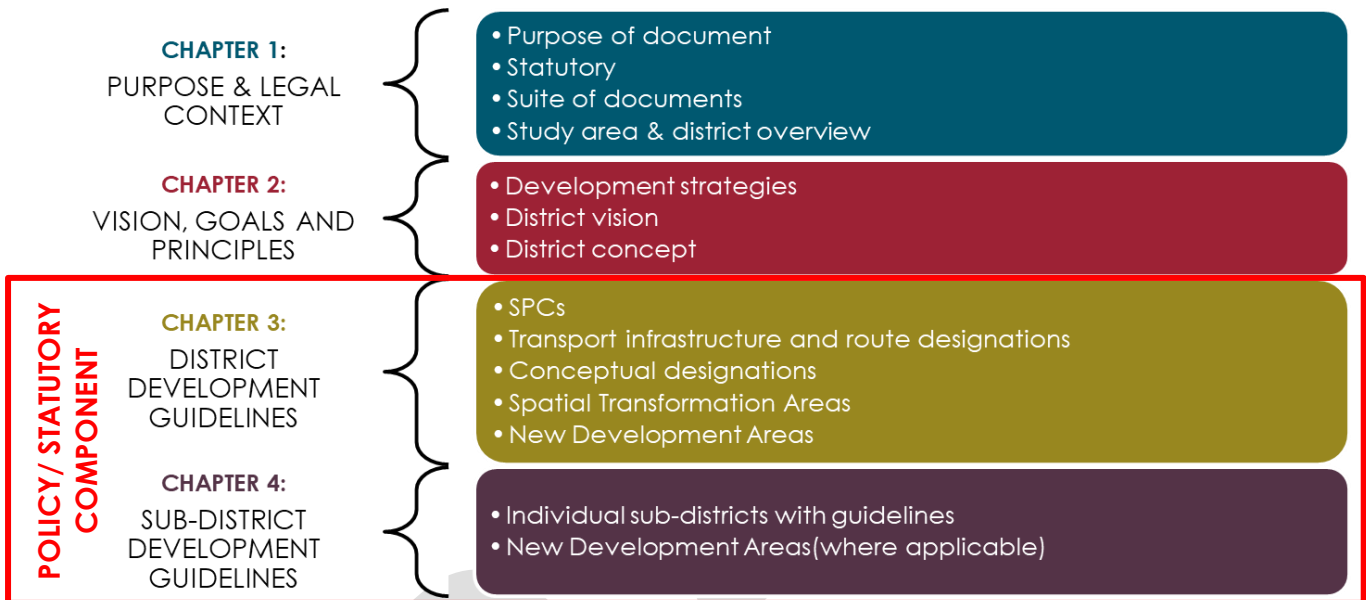 CHAPTER 1:
PURPOSE & LEGAL
CONTEXT
• Purpose of document
• Statutory
• Suite of documents
• Study area & district overview
CHAPTER 2:
VISION, GOALS AND
PRINCIPLES
• Development strategies
• District vision
• District concept
POLICY/ STATUTORY
COMPONENT
CHAPTER 3:
DISTRICT
DEVELOPMENT
GUIDELINES
• SPCs
• Transport infrastructure and route designations
• Conceptual designations
• Spatial Transformation Areas
• New Development Areas
CHAPTER 4:
SUB-DISTRICT
DEVELOPMENT
GUIDELINES
• Individual sub-districts with guidelines
• New Development Areas(where applicable)